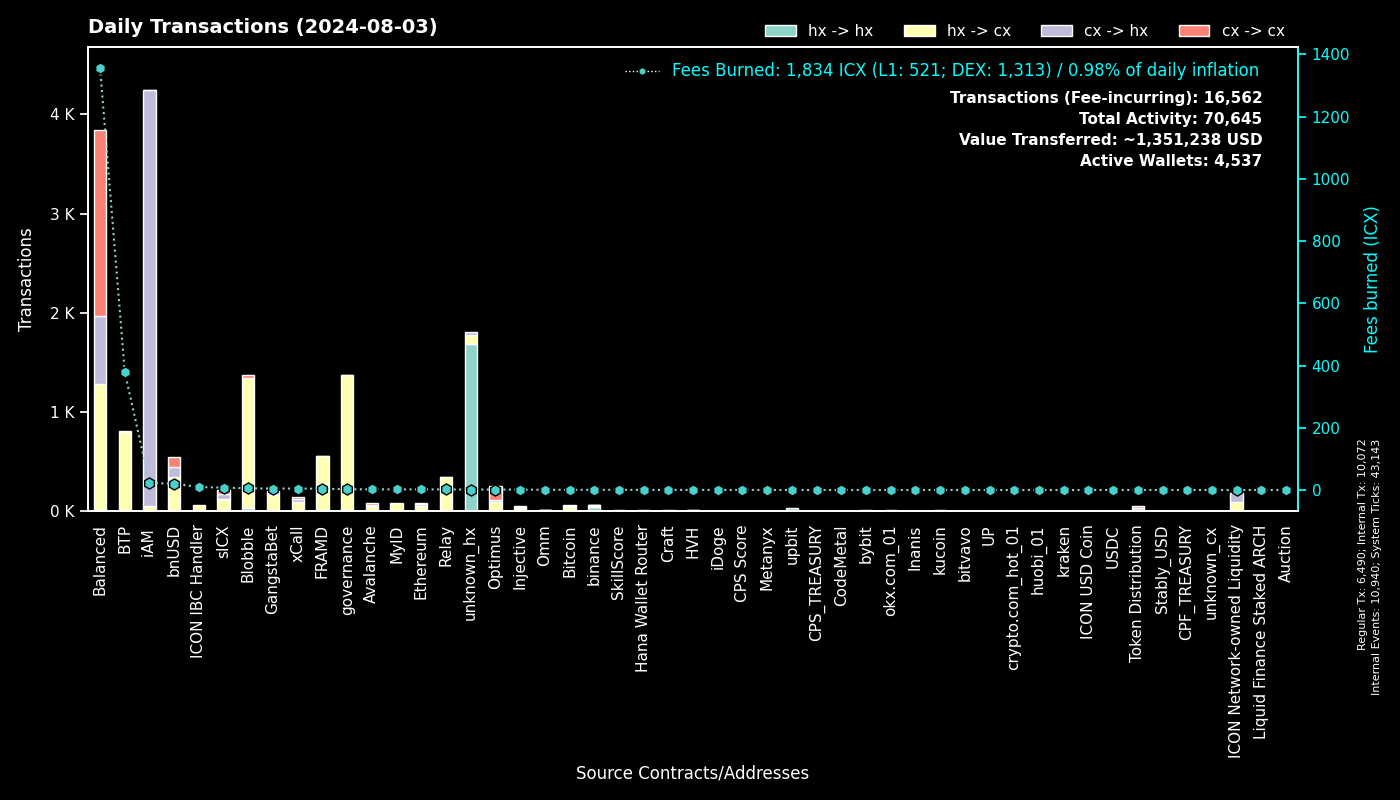 Daily Transactions (2024-08-03)
hx -> hx
hx -> cx
cx -> hx
cx -> cx
Fees Burned: 1,834 ICX (L1: 521; DEX: 1,313) / 0.98% of daily inflation
Transactions (Fee-incurring): 16,562
Total Activity: 70,645
Value Transferred: ~1,351,238 USD
Active Wallets: 4,537
Transactions
4 K
3 K
2 K
1 K
0 K
1400
1200
1000
800
600
400
200
0
Fees burned (ICX)
Regular Tx: 6,490; Internal Tx: 10,072
Internal Events: 10,940; System Ticks: 43,143
Balanced
BTP
iAM
bnUSD
ICON IBC Handler
sICX
Blobble
GangstaBet
xCall
FRAMD
governance
Avalanche
MyID
Ethereum
Relay
unknown_hx
Optimus
Injective
Omm
Bitcoin
binance
SkillScore
Hana Wallet Router
Craft
HVH
iDoge
CPS Score
Metanyx
upbit
CPS_TREASURY
CodeMetal
bybit
okx.com_01
Inanis
kucoin
bitvavo
UP
crypto.com_hot_01
huobi_01
kraken
ICON USD Coin
USDC
Token Distribution
Stably_USD
CPF_TREASURY
unknown_cx
ICON Network-owned Liquidity
Liquid Finance Staked ARCH
Auction
Source Contracts/Addresses